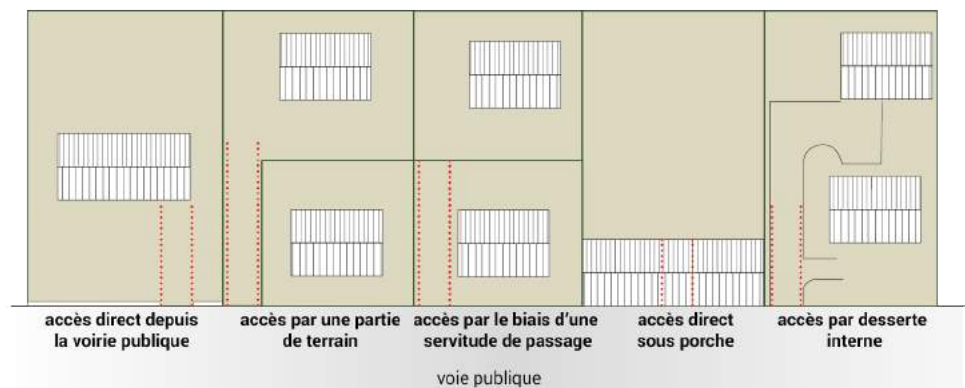 accès direct depuis
la voirie publique
accès par une partie
de terrain
accès par le biais d'une
servitude de passage
accès direct
sous porche
accès par desserte
interne
voie publique